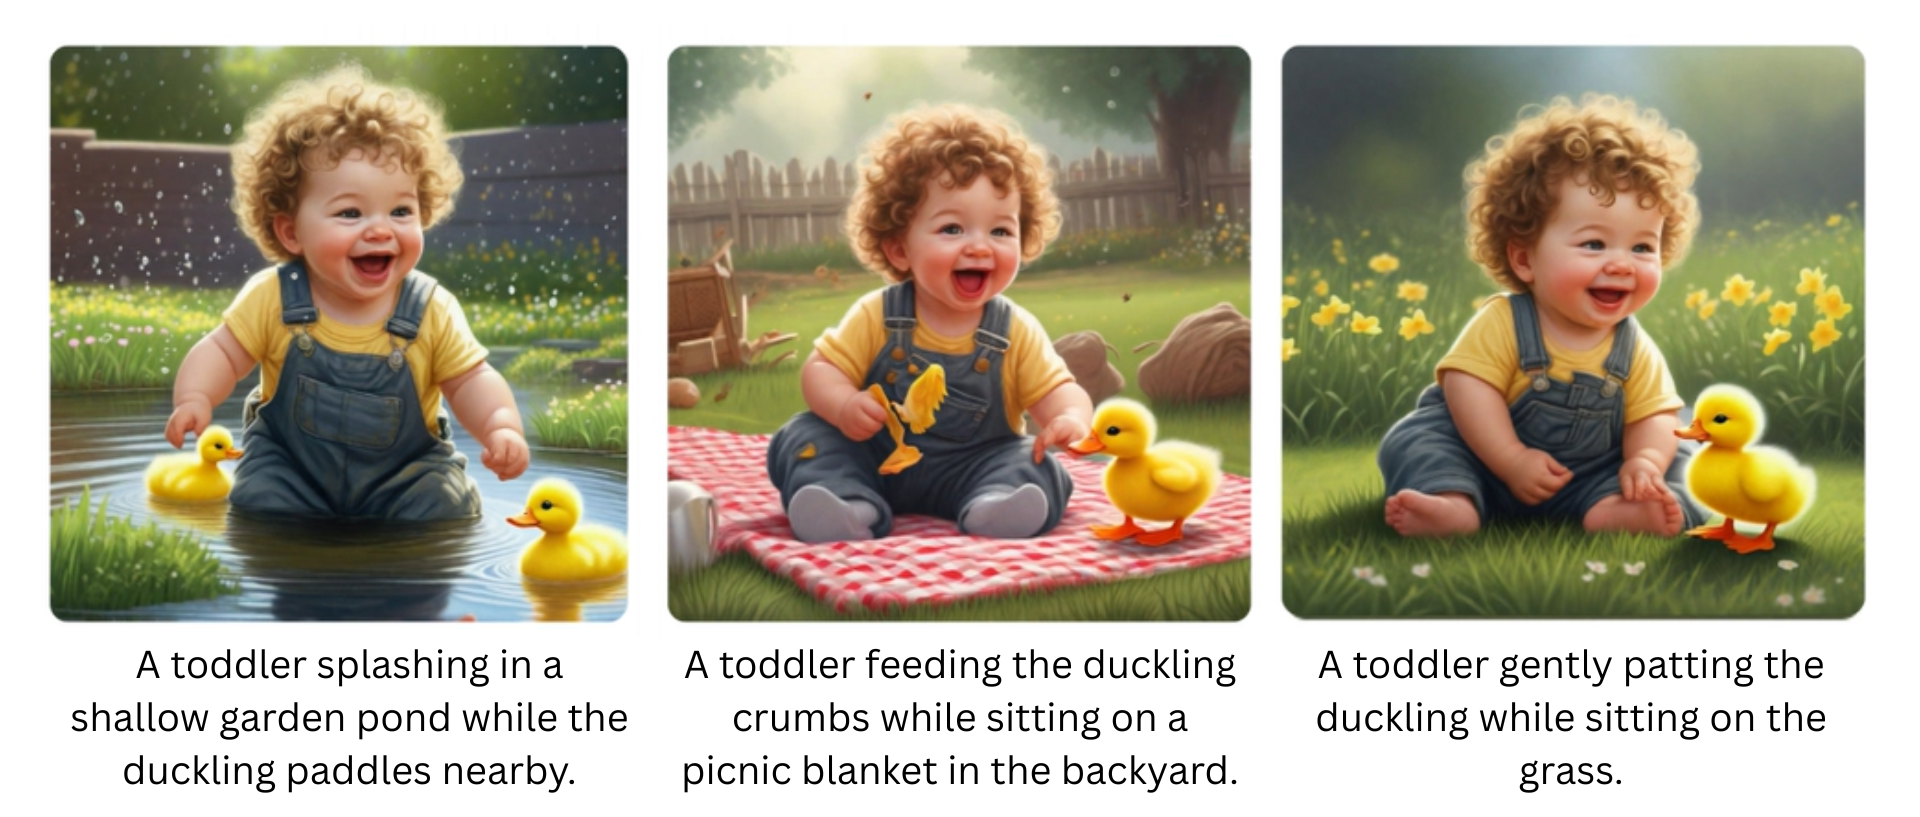 A toddler splashing in a
shallow garden pond while the
duckling paddles nearby.
A toddler feeding the duckling
crumbs while sitting on a
picnic blanket in the backyard.
A toddler gently patting the
duckling while sitting on the
grass.